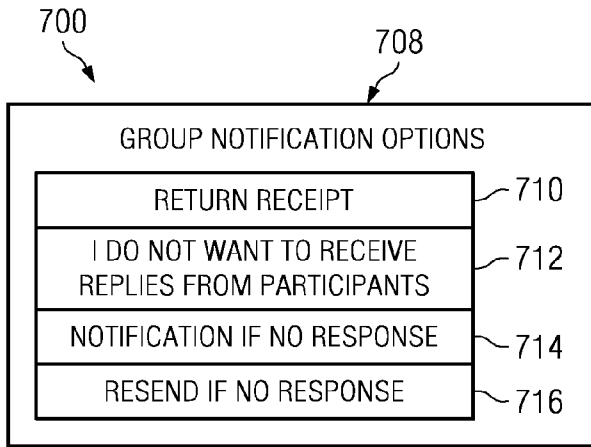 700
708
GROUP NOTIFICATION OPTIONS
RETURN RECEIPT
710
I DO NOT WANT TO RECEIVE
REPLIES FROM PARTICIPANTS
712
NOTIFICATION IF NO RESPONSE
714
RESEND IF NO RESPONSE
716